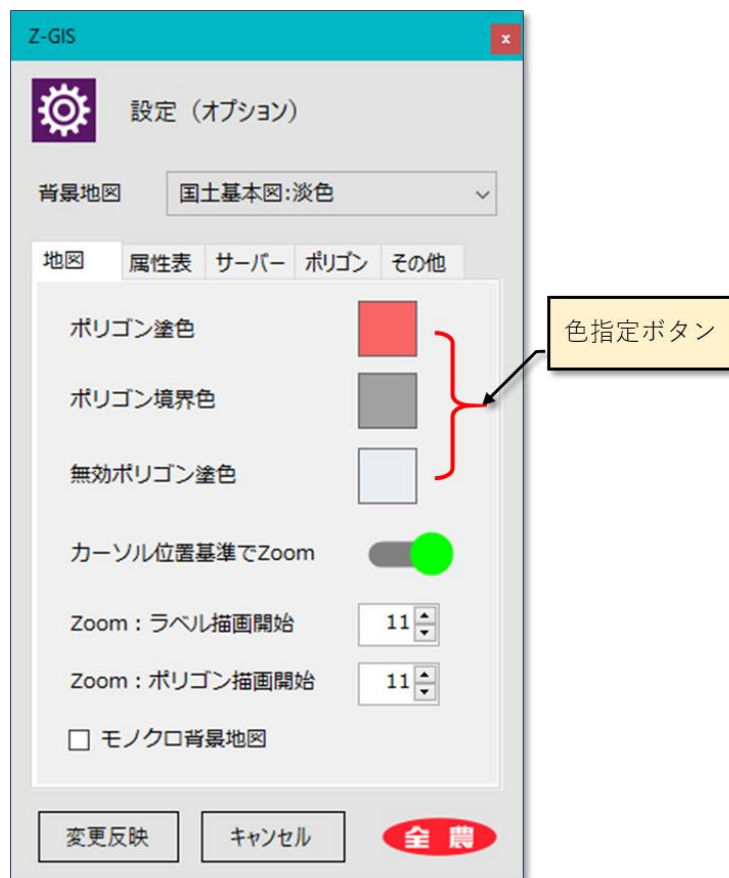 Z-GIS
x
設定（オプション）
背景地図 国土基本図:淡色
地図 属性表 サーバー ポリゴン その他
ポリゴン塗色
色指定ボタン
ポリゴン境界色
無効ポリゴン塗色
カーソル位置基準でZoom
Zoom：ラベル描画開始 11
Zoom：ポリゴン描画開始 11
モノクロ背景地図
変更反映 キャンセル 全農